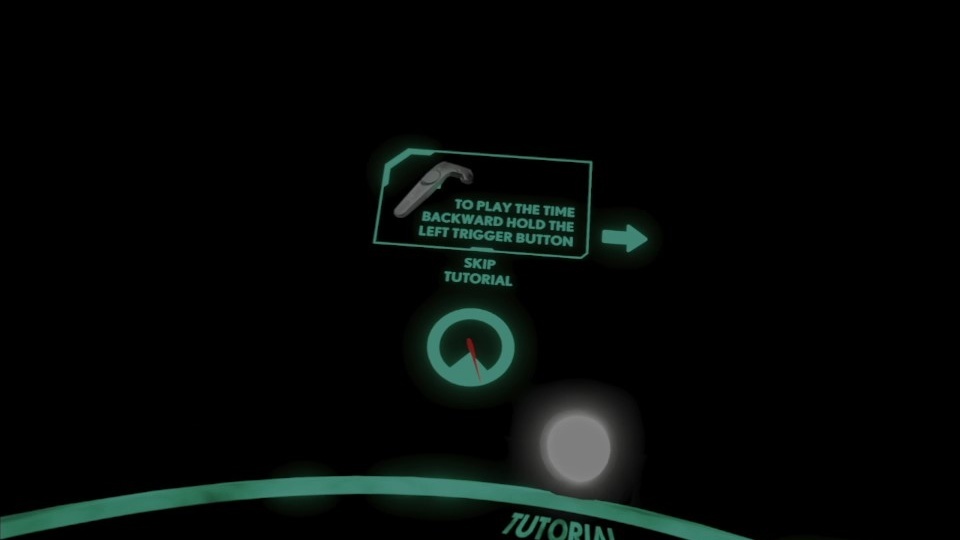 TO PLAY THE TIME
BACKWARD HOLD THE
LEFT TRIGGER BUTTON
SKIP
TUTORIAL
TUTORIAL